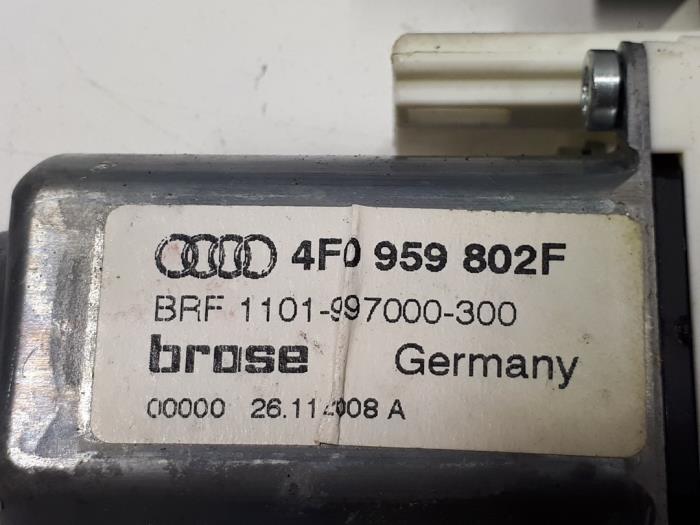 4F0 959 802F
BRF 1101-997000-300
brose Germany
00000 26.11.2008 A